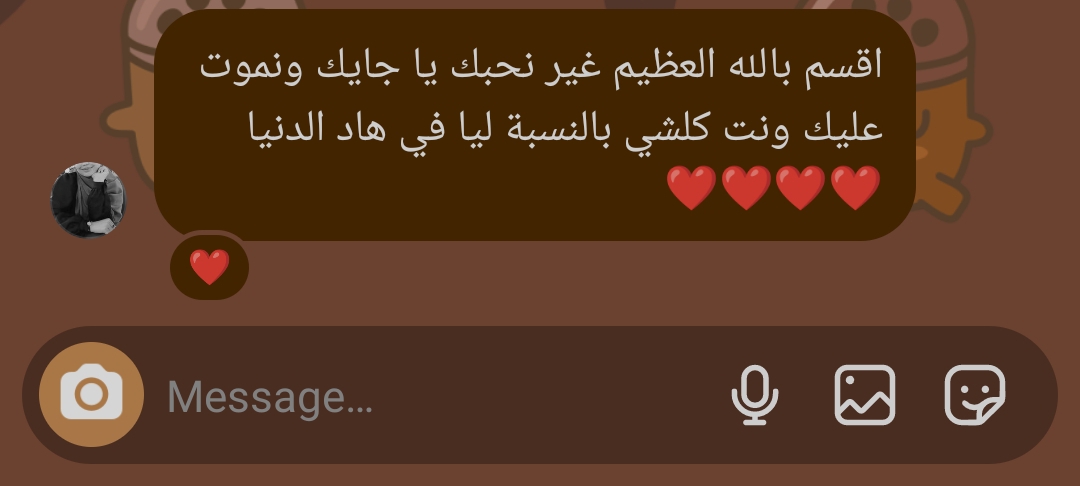 اقسم بالله العظيم غير نحبك يا جايك ونموت
عليك ونت كلشي بالنسبة ليا في هاد الدنيا
❤️❤️❤️❤️
❤️
Message...